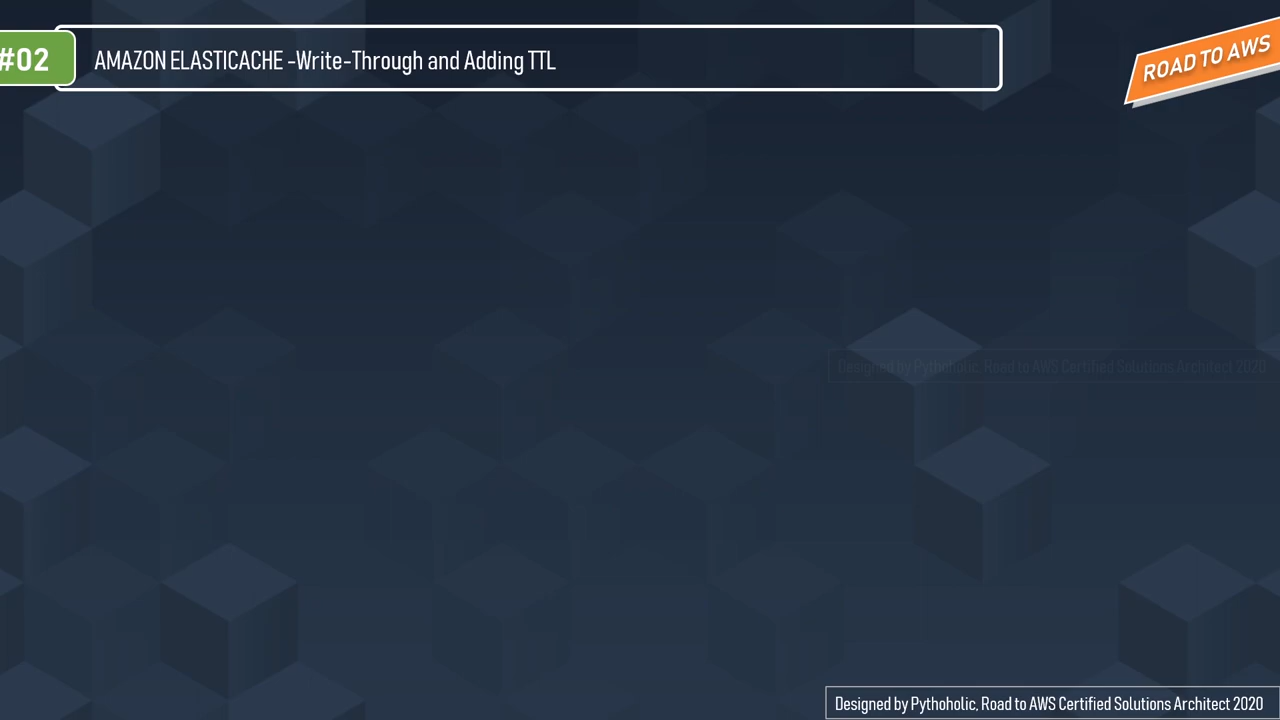 #02
AMAZON ELASTICACHE -Write-Through and Adding TTL
ROAD TO AWS
Designed by Pythoholic, Road to AWS Certified Solutions Architect 2020
Designed by Pythoholic, Road to AWS Certified Solutions Architect 2020